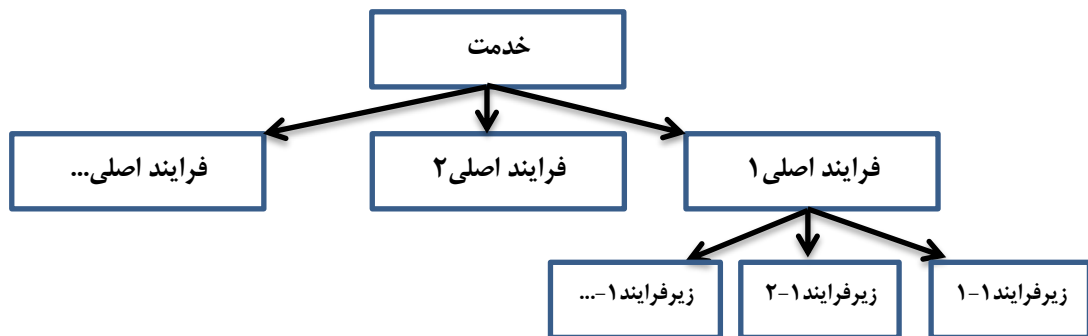 خدمت
فرایند اصلی۱
فرایند اصلی۲
فرایند اصلی...
زیرفرایند۱-۱
زیرفرایند۱-۲
زیرفرایند۱-...